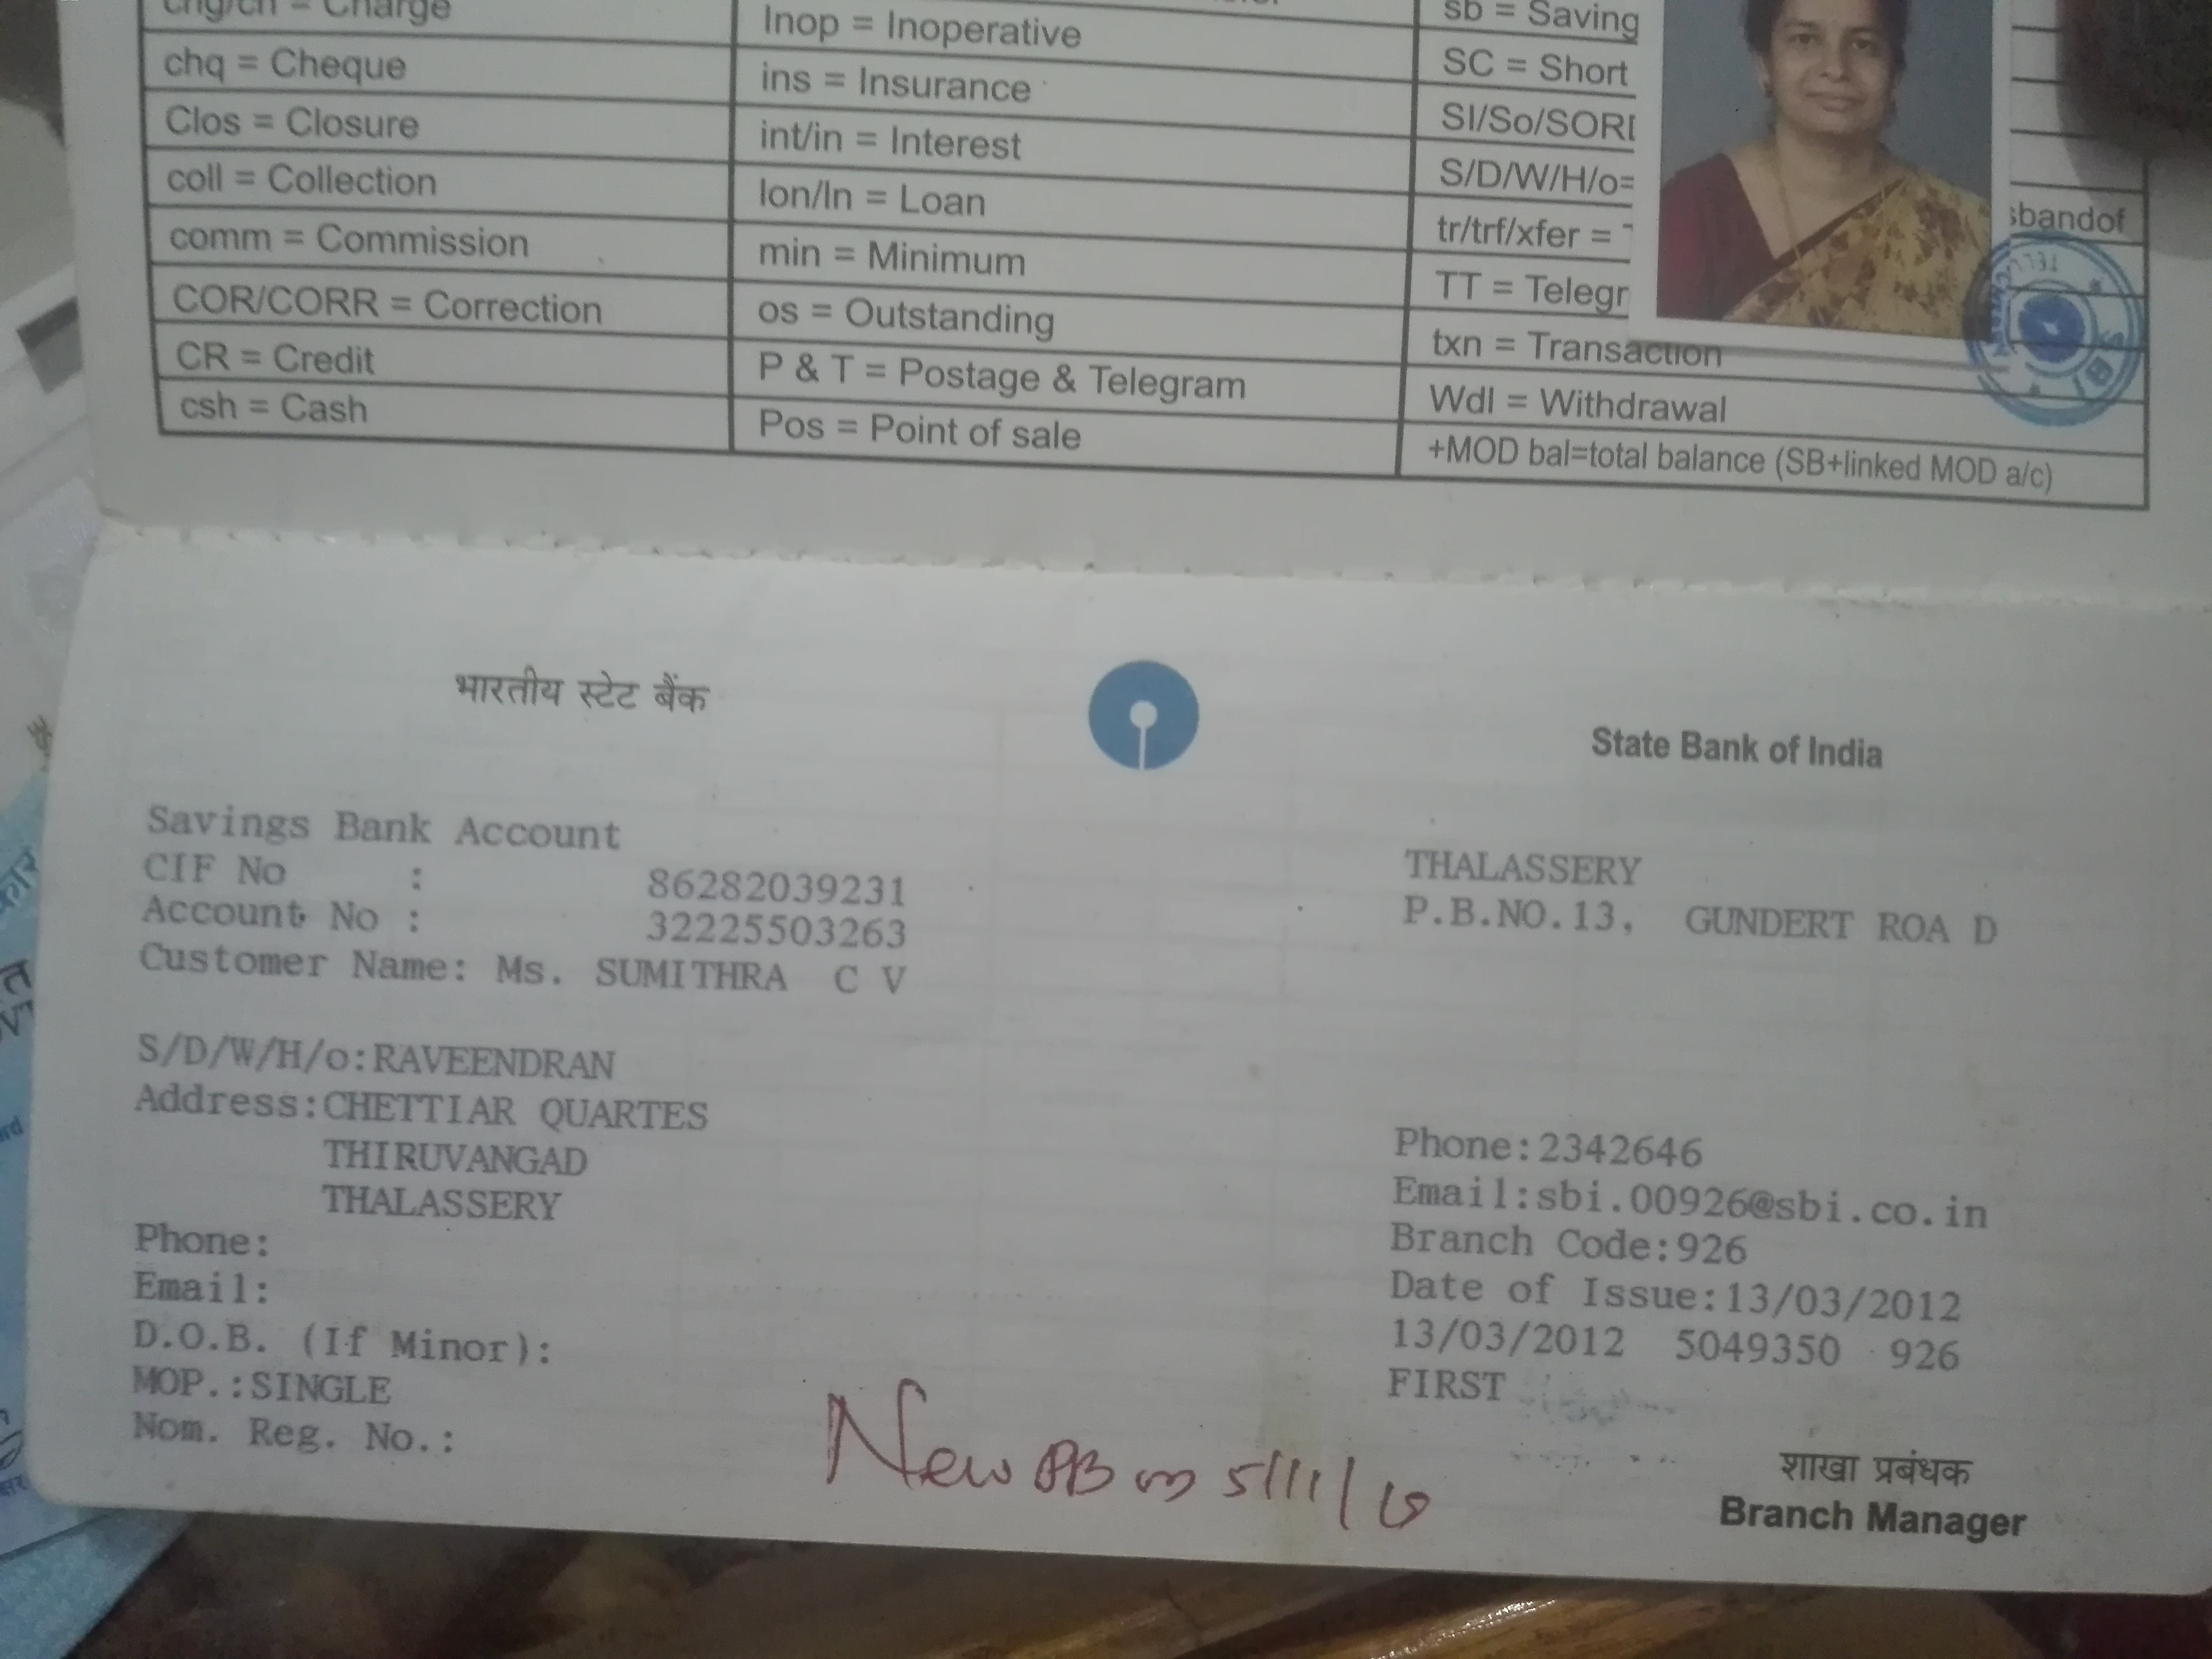 chg/ch = Charge
chq = Cheque
Clos = Closure
coll = Collection
comm = Commission
COR/CORR = Correction
CR = Credit
csh = Cash
Inop = Inoperative
ins = Insurance
int/in = Interest
lon/ln = Loan
min = Minimum
os = Outstanding
P & T = Postage & Telegram
Pos = Point of sale
sb = Saving
SC = Short
SI/So/SORD
S/D/W/H/o=
sbandof
tr/trf/xfer =
TT = Telegr
txn = Transaction
Wdl = Withdrawal
+MOD bal=total balance (SB+linked MOD a/c)
भारतीय स्टेट बैंक
State Bank of India
Savings Bank Account
CIF No : 86282039231
Account No : 32225503263
Customer Name: Ms. SUMITHRA C V
S/D/W/H/o:RAVEENDRAN
Address:CHETTIAR QUARTES
THIRUVANGAD
THALASSERY
Phone:
Email:
D.O.B. (If Minor):
MOP.:SINGLE
Nom. Reg. No.:
THALASSERY
P.B.NO.13, GUNDERT ROA D
Phone:2342646
Email:sbi.00926@sbi.co.in
Branch Code:926
Date of Issue:13/03/2012
13/03/2012 5049350 926
FIRST
New PB on 5/11/
शाखा प्रबंधक
Branch Manager